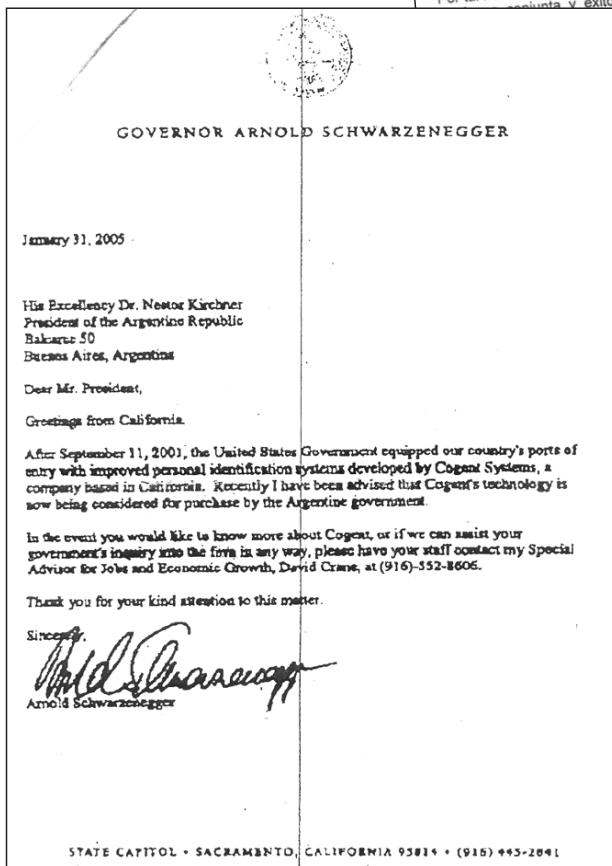 conjunta y éxito
GOVERNOR ARNOLD SCHWARZENEGGER
January 31, 2005
His Excellency Dr. Nestor Kirchner
President of the Argentine Republic
Balcarce 50
Buenos Aires, Argentina
Dear Mr. President,
Greetings from California.
After September 11, 2001, the United States Government equipped our country's ports of
entry with improved personal identification systems developed by Cogent Systems, a
company based in California. Recently I have been advised that Cogent's technology is
now being considered for purchase by the Argentine government.
In the event you would like to know more about Cogent, or if we can assist your
government's inquiry into the firm in any way, please have your staff contact my Special
Advisor for Jobs and Economic Growth, David Crane, at (916)-552-8606.
Thank you for your kind attention to this matter.
Sincerely,
Arnold Schwarzenegger
Arnold Schwarzenegger
STATE CAPITOL • SACRAMENTO, CALIFORNIA 95814 • (916) 445-2841